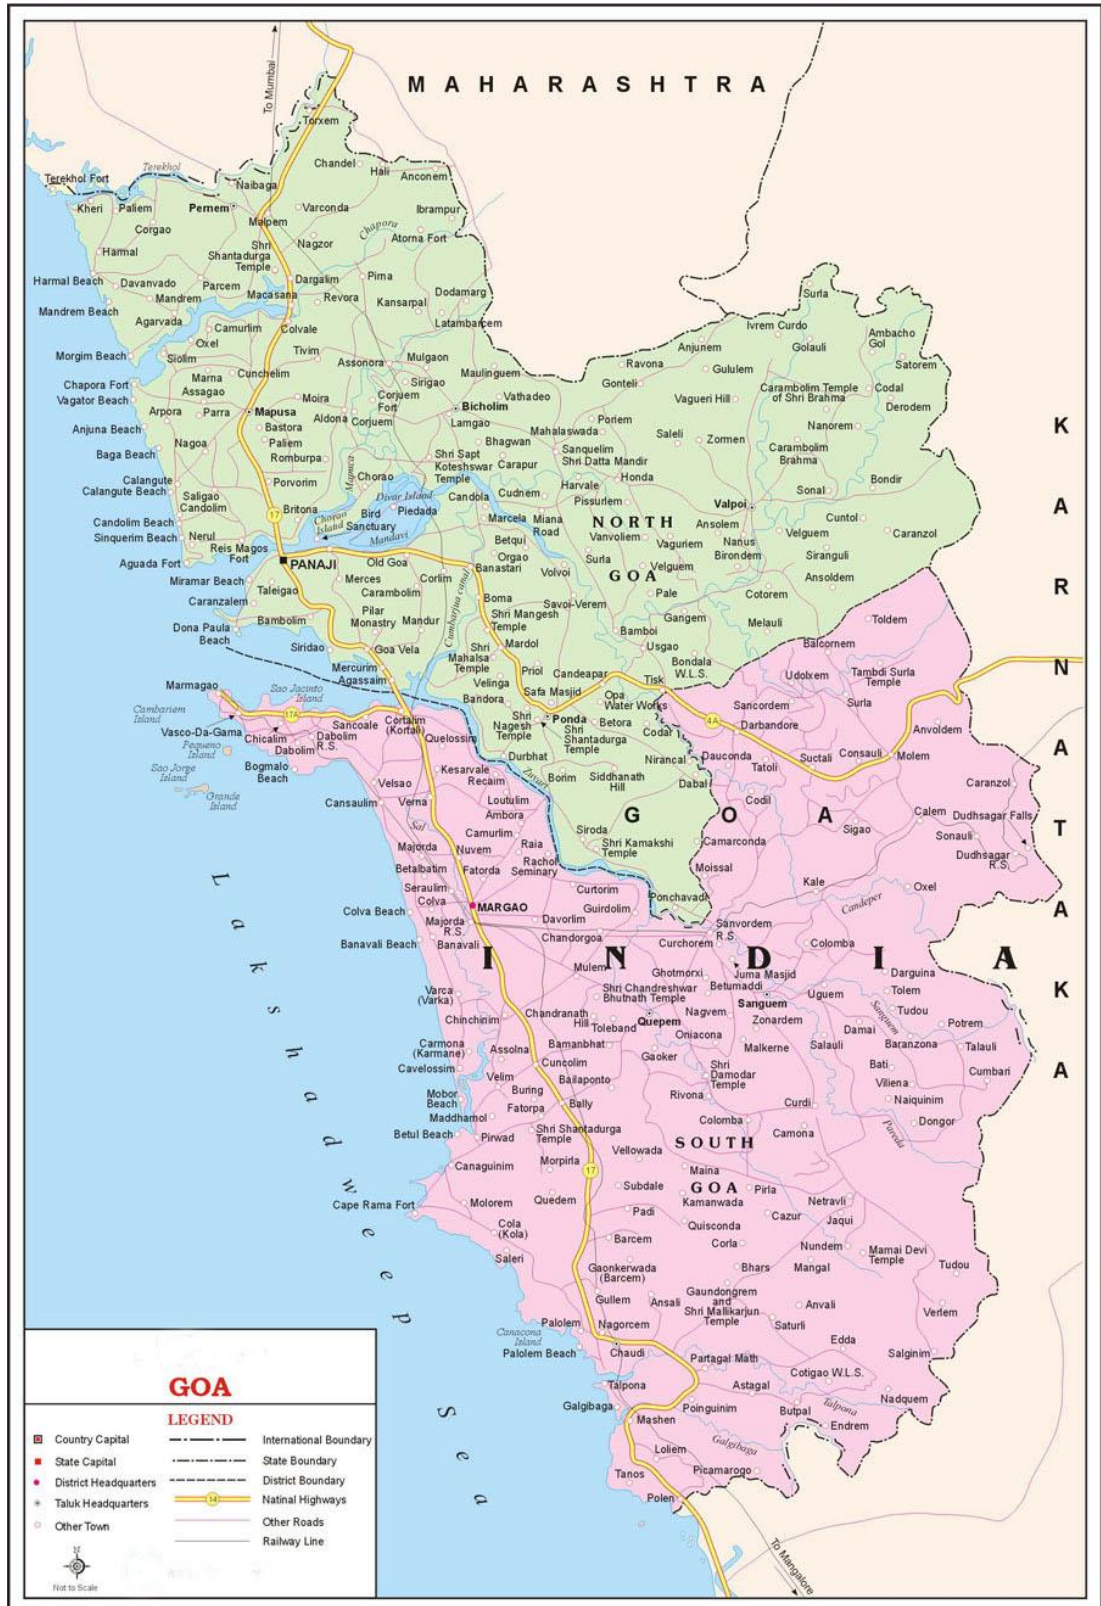 MAHARASHTRA
To Mumbai
Torxem
Chandel
Hali
Anconem
Terekhol
Terekhol Fort
Naibaga
Kheri
Paliem
Pernem
Varconda
Ibrampur
Corgao
Malpem
Chapora
Nagzor
Atorna Fort
Harmal
Shri
Shantadurga
Temple
Harmal Beach
Davanvado
Parcem
Dargalim
Pirna
Surla
Mandrem
Macasana
Revora
Kansarpal
Dodamarg
Mandrem Beach
Agarvada
Camurlim
Colvale
Latambarcem
Ivrem Curdo
Ambacho
Gol
Oxel
Golauli
Morgim Beach
Siolim
Tivim
Assonora
Mulgaon
Anjunem
Satorem
Marna
Cunchelim
Maulinguem
Ravona
Gululem
Chapora Fort
Assagao
Sirigao
Gonteli
Carambolim Temple
of Shri Brahma
Codal
Vagator Beach
Moira
Corjuem
Fort
Vathadeo
Vagueri Hill
Derodem
Arpora
Parra
Mapusa
Aldona
Corjuem
Bicholim
Poriem
Nanorem
Anjuna Beach
Bastora
Lamgao
Mahalaswada
Saleli
Zormen
Nagoa
Paliem
Bhagwan
Sanquelim
Carambolim
Brahma
Baga Beach
Romburpa
Shri Sapt
Koteshwar
Temple
Carapur
Shri Datta Mandir
Honda
Bondir
Calangute
Calangute Beach
Porvorim
Mapuca
Chorao
Harvale
Sonal
Saligao
Candolim
Divar Island
Candola
Cudnem
Pissurlem
Valpoi
Britona
Chorao
Island
Bird
Sanctuary
Piedada
Marcela
Miana
Road
NORTH
GOA
Ansolem
Cuntol
Candolim Beach
Sinquerim Beach
Nerul
Mandavi
Betqui
Vanvoliem
Vaguriem
Nanus
Birondem
Velguem
Caranzol
Reis Magos
Fort
17
Aguada Fort
PANAJI
Old Goa
Orgao
Banastari
Surla
Velguem
Siranguli
Miramar Beach
Taleigao
Merces
Carambolim
Corlim
Volvoi
Ansoldem
Caranzalem
Cumbarjua canal
Boma
Savoi-Verem
Pale
Cotorem
Bambolim
Pilar
Monastry
Mandur
Shri Mangesh
Temple
Gangem
Melauli
Toldem
Dona Paula
Beach
Bamboi
Siridao
Goa Vela
Shri
Mahalsa
Temple
Mardol
Usgao
Balcornem
Mercurim
Agassaim
Velinga
Priol
Candeapar
Bondala
W.L.S.
Tambdi Surla
Temple
Marmagao
Sao Jacinto
Island
Bandora
Safa Masjid
Tisk
Udolxem
Opa
Water Works
Surla
Cambariem
Island
17A
Cortalim
(Kortali)
Sancoale
Shri
Nagesh
Temple
Ponda
Betora
4A
Sancordem
Darbandore
Anvoldem
Vasco-Da-Gama
Chicalim
Dabolim
R.S.
Quelossim
Shri
Shantadurga
Temple
Codar
Pequeno
Island
Dabolim
Durbhat
Nirancal
Dauconda
Suctali
Consauli
Molem
Sao Jorge
Island
Bogmalo
Beach
Kesarvale
Recaim
Zuvari
Borim
Siddhanath
Hill
Tatoli
Grande
Island
Velsao
Dabal
Caranzol
Cansaulim
Verna
Loutulim
Ambora
Codil
Calem
Dudhsagar Falls
Sal
Camurlim
Siroda
GOA
Sigao
Sonauli
Majorda
Nuvem
Raia
Shri Kamakshi
Temple
Camarconda
Dudhsagar
R.S.
Betalbatim
Fatorda
Rachol
Seminary
Moissal
Seraulim
Curtorim
Kale
Oxel
Colva
Ponchavadi
Candeper
Colva Beach
MARGAO
Guirdolim
Majorda
R.S.
Davorlim
Sanvordem
R.S.
Banavali Beach
Banavali
Chandorgoa
Curchorem
Colomba
INDIA
Mulem
Ghotmorxi
Juma Masjid
Darguina
Shri Chandreshwar
Bhutnath Temple
Betumaddi
Tolem
Varca
(Varka)
Sanguem
Uguem
Sanguem
Tudou
Chinchinim
Chandranath
Hill
Toleband
Quepem
Nagvem
Zonardem
Damai
Potrem
Oniacona
Salauli
Baranzona
Talauli
Carmona
(Karmane)
Assolna
Bamanbhat
Malkerne
Cavelossim
Cuncolim
Gaoker
Shri
Damodar
Temple
Bati
Cumbari
Velim
Bailaponto
Viliena
Mobor
Beach
Buring
Rivona
Naiquinim
Fatorpa
Bally
Curdi
Maddhamol
Colomba
Dongor
Betul Beach
Pirwad
Shri Shantadurga
Temple
Camona
Pareda
SOUTH
GOA
Vellowada
Canaguinim
Morpirla
17
Maina
Subdale
Pirla
Cape Rama Fort
Molorem
Quedem
Kamanwada
Netravli
Padi
Cazur
Jaqui
Cola
(Kola)
Quisconda
Barcem
Corla
Nundem
Mamai Devi
Temple
Saleri
Gaonkerwada
(Barcem)
Bhars
Mangal
Tudou
Gaundongrem
and
Shri Mallikarjun
Temple
Gullem
Ansali
Anvali
Verlem
Palolem
Nagorcem
Saturli
Canacona
Island
Edda
Palolem Beach
Chaudi
Salginim
Partagal Math
Cotigao W.L.S.
Talpona
Astagal
Nadquem
Galgibaga
Poinguinim
Butpal
Talpona
Mashen
Endrem
Galgibaga
Loliem
Tanos
Picamarogo
Polen
To Mangalore
KARNATAKA
Lakshadweep Sea
GOA
LEGEND
Country Capital
State Capital
District Headquarters
Taluk Headquarters
Other Town
International Boundary
State Boundary
District Boundary
14
Natinal Highways
Other Roads
Railway Line
N
Not to Scale